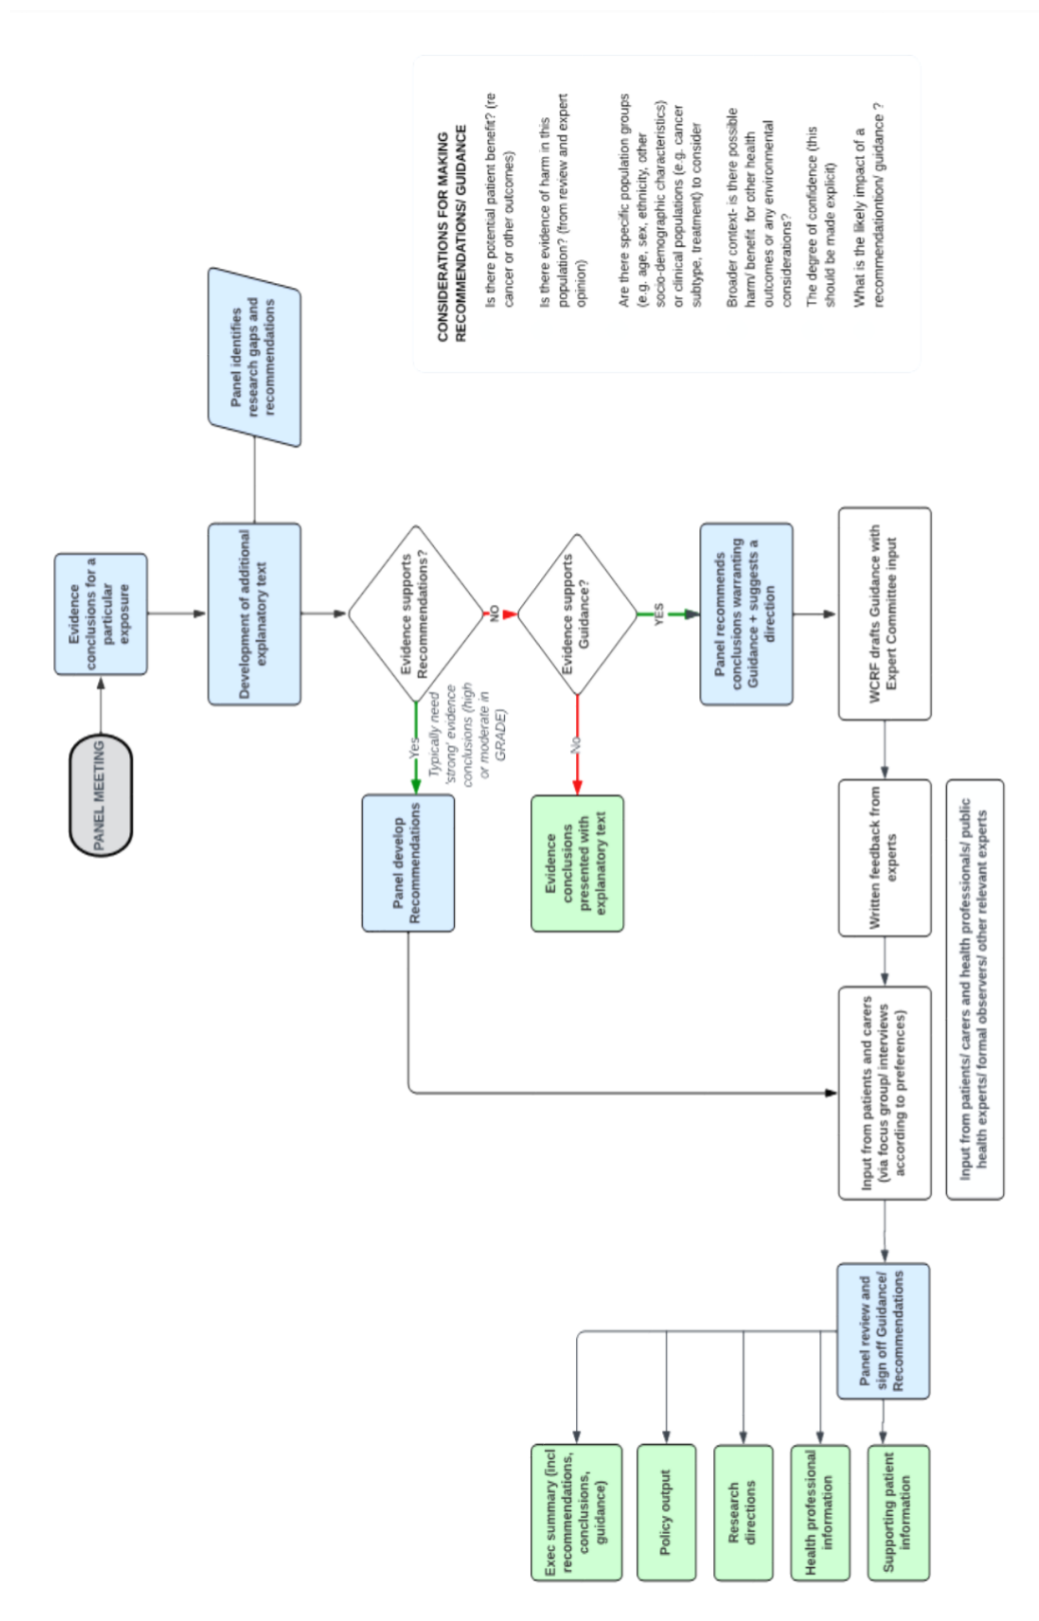 PANEL MEETING
Evidence
conclusions for a
particular
exposure
Development of additional
explanatory text
Panel identifies
research gaps and
recommendations
Evidence supports
Recommendations?
Yes
Typically need
'strong' evidence
conclusions (high
or moderate in
GRADE)
Panel develop
Recommendations
NO
Evidence supports
Guidance?
No
Evidence
conclusions
presented with
explanatory text
YES
Panel recommends
conclusions warranting
Guidance + suggests a
direction
WCRF drafts Guidance with
Expert Committee input
Written feedback from
experts
Input from patients and carers
(via focus group/ interviews
according to preferences)
Input from patients/ carers and health professionals/ public
health experts/ formal observers/ other relevant experts
Panel review and
sign off Guidance/
Recommendations
Exec summary (incl
recommendations,
conclusions,
guidance)
Policy output
Research
directions
Health professional
information
Supporting patient
information
CONSIDERATIONS FOR MAKING
RECOMMENDATIONS/ GUIDANCE
Is there potential patient benefit? (re
cancer or other outcomes)
Is there evidence of harm in this
population? (from review and expert
opinion)
Are there specific population groups
(e.g. age, sex, ethnicity, other
socio-demographic characteristics)
or clinical populations (e.g. cancer
subtype, treatment) to consider
Broader context- is there possible
harm/ benefit for other health
outcomes or any environmental
considerations?
The degree of confidence (this
should be made explicit)
What is the likely impact of a
recommendationtion/ guidance ?